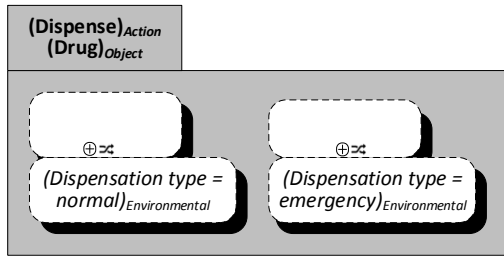 (Dispense)Action
(Drug)Object
(Dispensation type =
normal)Environmental
(Dispensation type =
emergency)Environmental